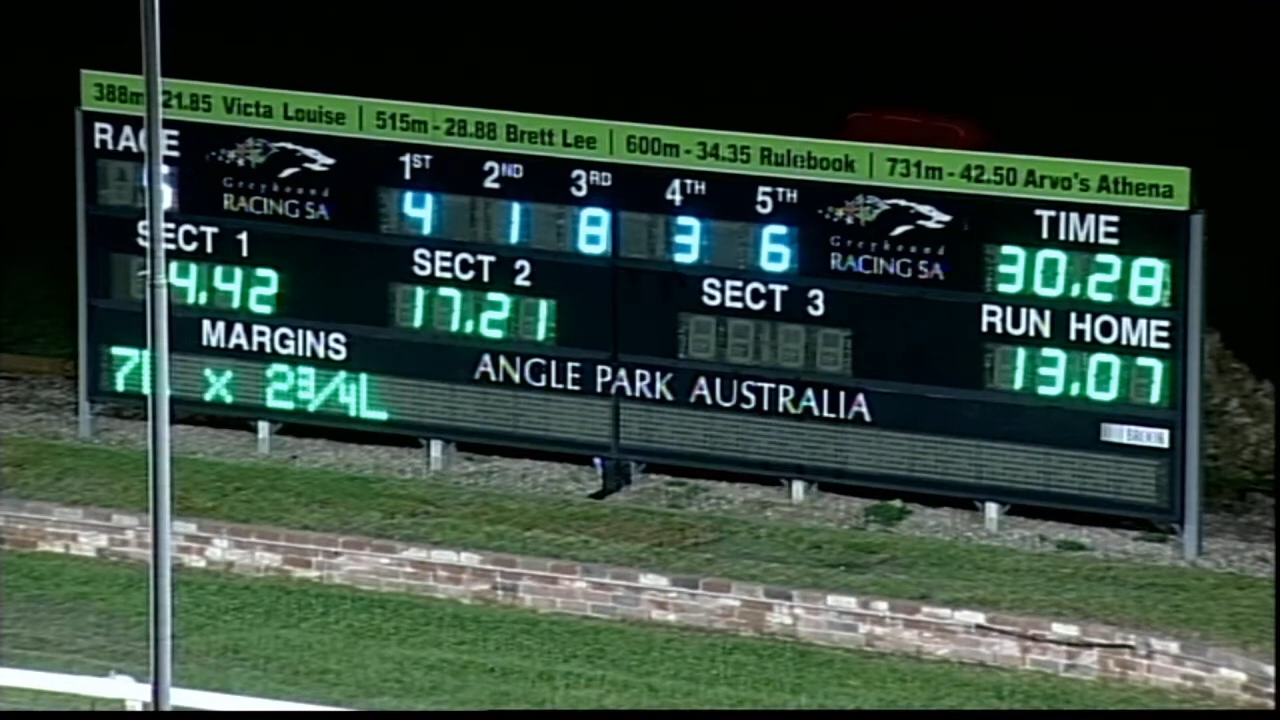 388m 21.85 Victa Louise | 515m - 28.88 Brett Lee | 600m - 34.35 Rulebook | 731m - 42.50 Arvo's Athena
RACE 1ST 2ND 3RD 4TH 5TH TIME
Greyhound RACING SA 4 1 8 3 6 Greyhound RACING SA 30.28
SECT 1 SECT 2 SECT 3 RUN HOME
4.42 17.21 13.07
MARGINS ANGLE PARK AUSTRALIA
7L x 2¾L